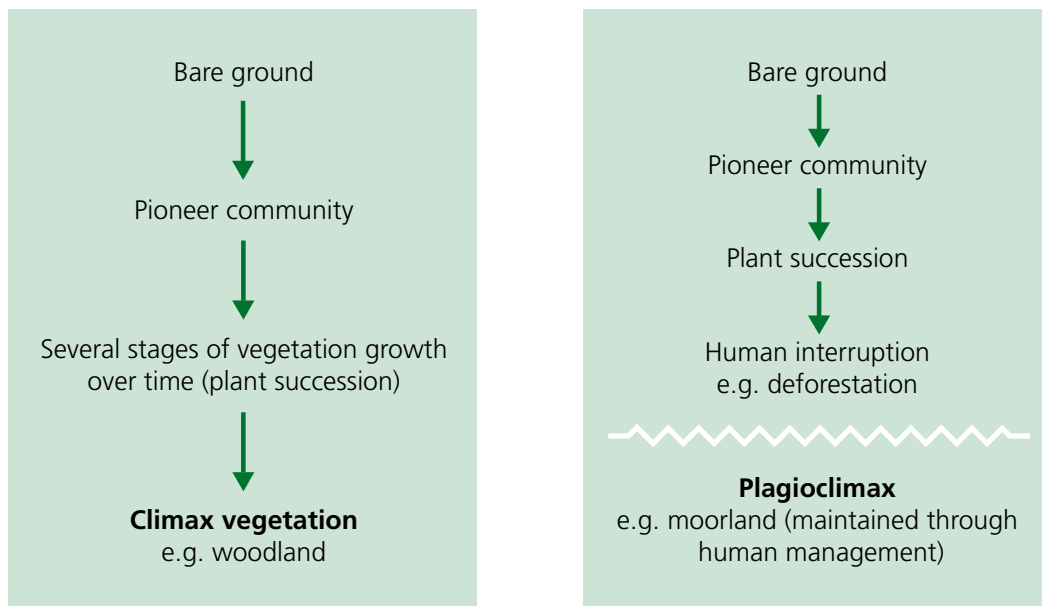 Bare ground
Pioneer community
Several stages of vegetation growth
over time (plant succession)
Climax vegetation
e.g. woodland
Bare ground
Pioneer community
Plant succession
Human interruption
e.g. deforestation
Plagioclimax
e.g. moorland (maintained through
human management)